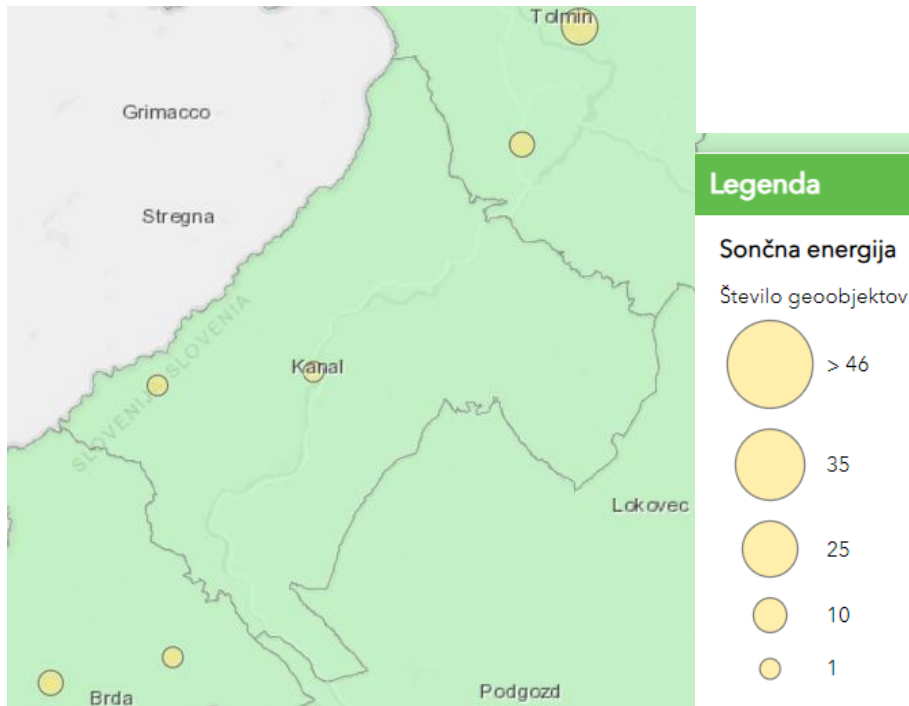 Tolmin
Grimacco
Stregna
SLOVENIJA
SLOVENIA
Kanal
Lokovec
Podgozd
Brda
Legenda
Sončna energija
Število geoobjektov
> 46
35
25
10
1